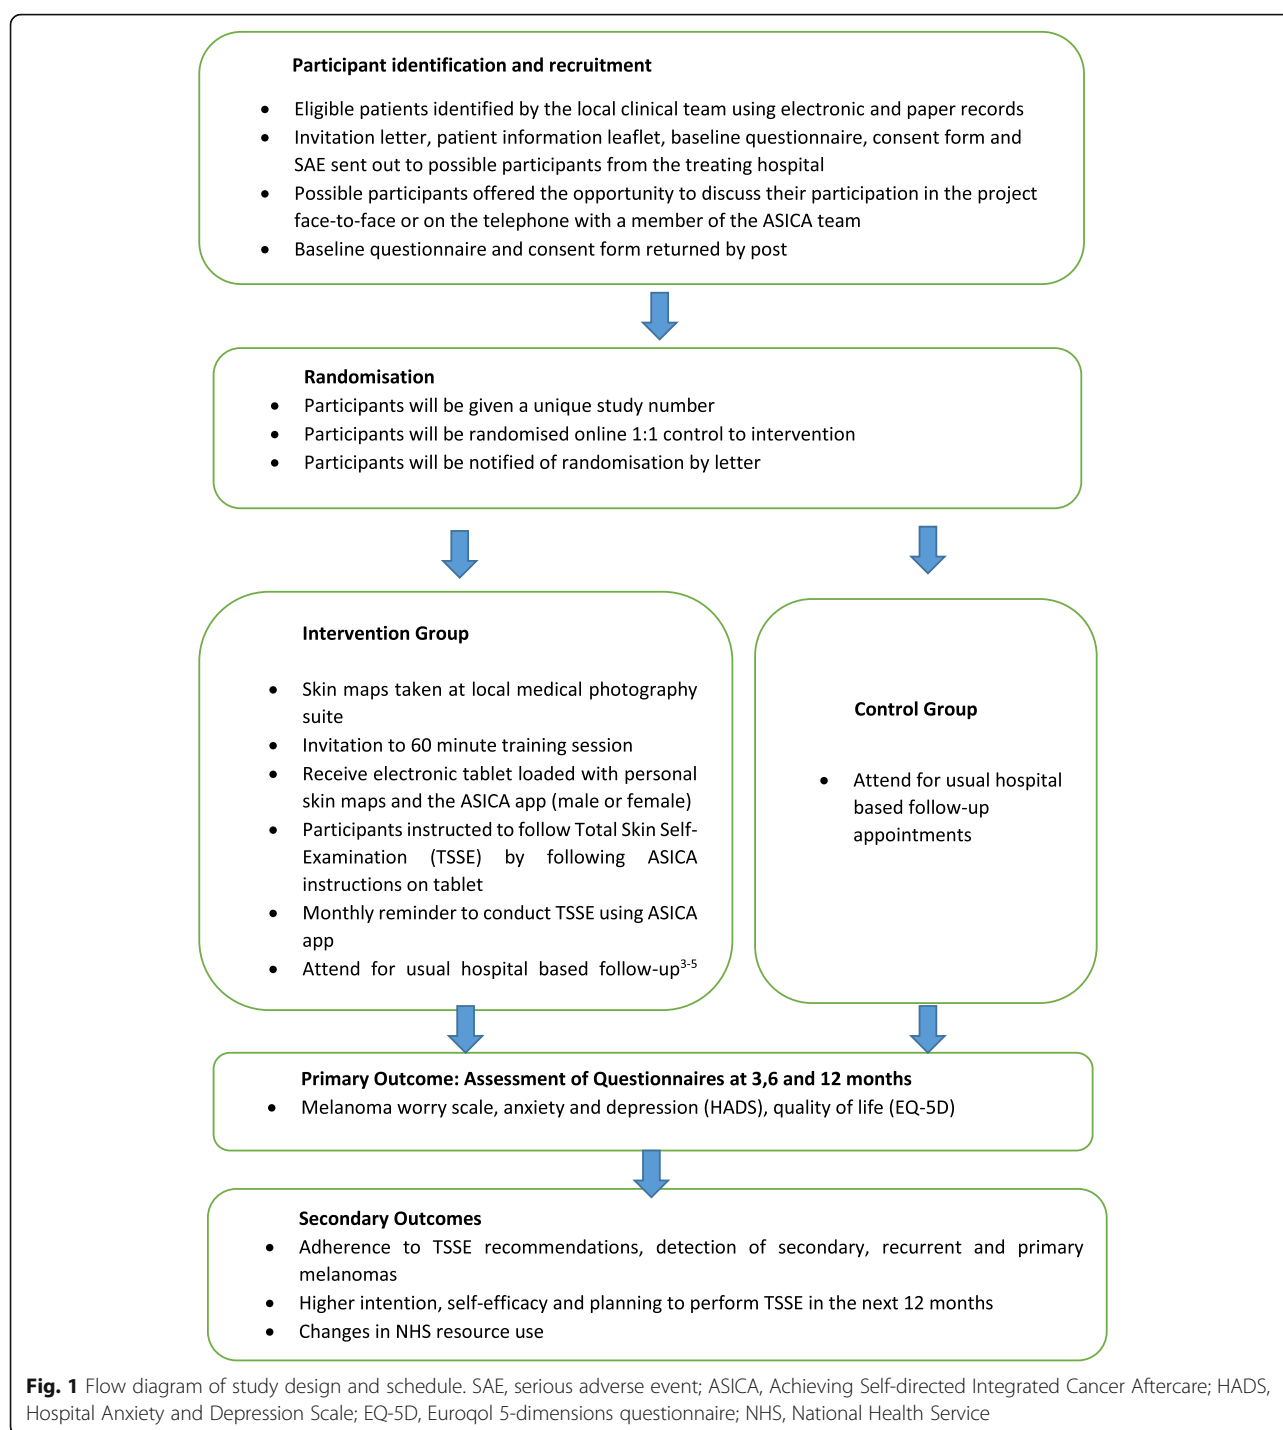 Participant identification and recruitment
• Eligible patients identified by the local clinical team using electronic and paper records
• Invitation letter, patient information leaflet, baseline questionnaire, consent form and
SAE sent out to possible participants from the treating hospital
• Possible participants offered the opportunity to discuss their participation in the project
face-to-face or on the telephone with a member of the ASICA team
• Baseline questionnaire and consent form returned by post
Randomisation
• Participants will be given a unique study number
• Participants will be randomised online 1:1 control to intervention
• Participants will be notified of randomisation by letter
Intervention Group
• Skin maps taken at local medical photography
suite
• Invitation to 60 minute training session
• Receive electronic tablet loaded with personal
skin maps and the ASICA app (male or female)
• Participants instructed to follow Total Skin Self-
Examination (TSSE) by following ASICA
instructions on tablet
• Monthly reminder to conduct TSSE using ASICA
app
• Attend for usual hospital based follow-up3-5
Control Group
• Attend for usual hospital
based follow-up
appointments
Primary Outcome: Assessment of Questionnaires at 3,6 and 12 months
• Melanoma worry scale, anxiety and depression (HADS), quality of life (EQ-5D)
Secondary Outcomes
• Adherence to TSSE recommendations, detection of secondary, recurrent and primary
melanomas
• Higher intention, self-efficacy and planning to perform TSSE in the next 12 months
• Changes in NHS resource use
Fig. 1 Flow diagram of study design and schedule. SAE, serious adverse event; ASICA, Achieving Self-directed Integrated Cancer Aftercare; HADS,
Hospital Anxiety and Depression Scale; EQ-5D, Euroqol 5-dimensions questionnaire; NHS, National Health Service